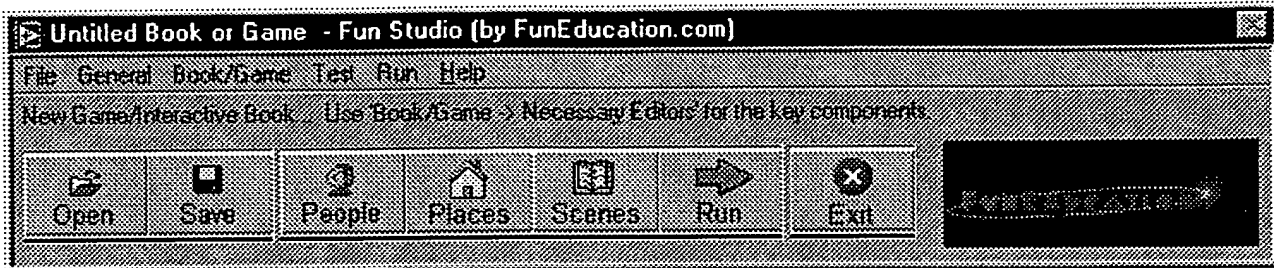 Untitled Book or Game - Fun Studio (by FunEducation.com)
File General Book/Game Test Run Help
New Game/Interactive Book... Use 'Book/Game -> Necessary Editors' for the key components.
Open Save People Places Scenes Run Exit
FUNEDUCATION